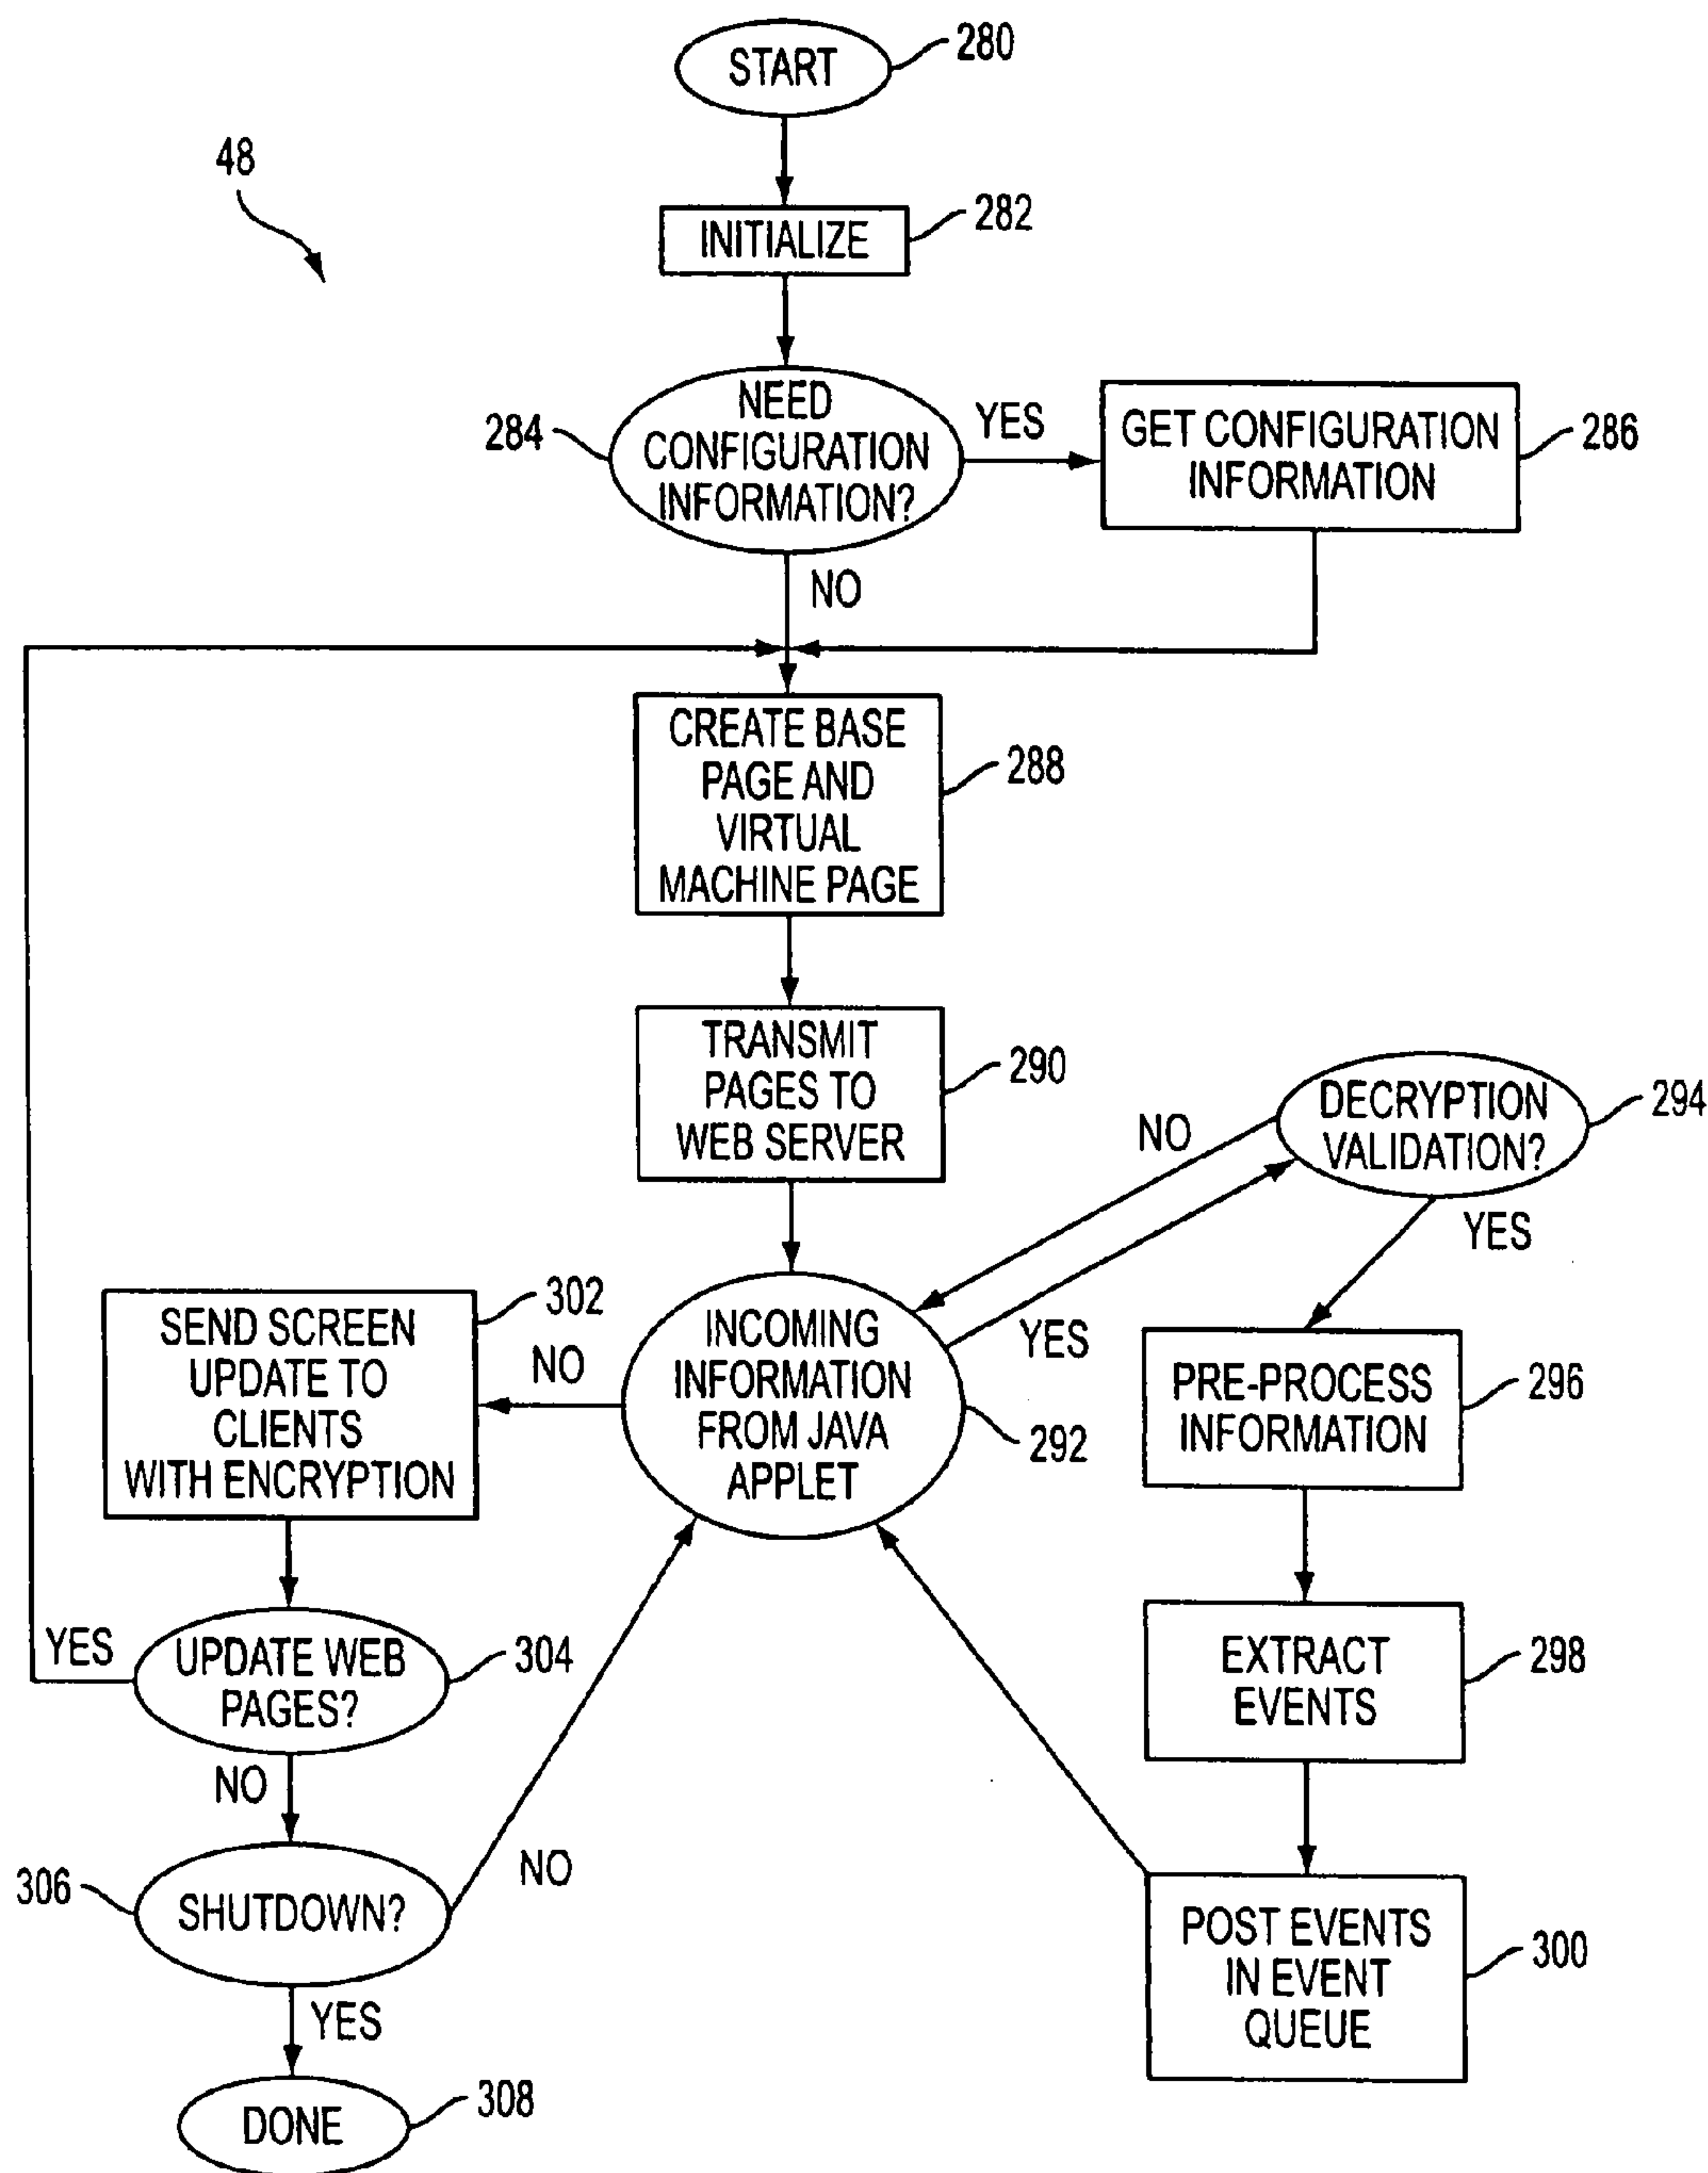 START
280
48
INITIALIZE
282
NEED
CONFIGURATION
INFORMATION?
284
YES
GET CONFIGURATION
INFORMATION
286
NO
CREATE BASE
PAGE AND
VIRTUAL
MACHINE PAGE
288
TRANSMIT
PAGES TO
WEB SERVER
290
DECRYPTION
VALIDATION?
294
NO
YES
YES
INCOMING
INFORMATION
FROM JAVA
APPLET
292
NO
SEND SCREEN
UPDATE TO
CLIENTS
WITH ENCRYPTION
302
PRE-PROCESS
INFORMATION
296
EXTRACT
EVENTS
298
POST EVENTS
IN EVENT
QUEUE
300
UPDATE WEB
PAGES?
304
YES
NO
SHUTDOWN?
306
NO
YES
DONE
308